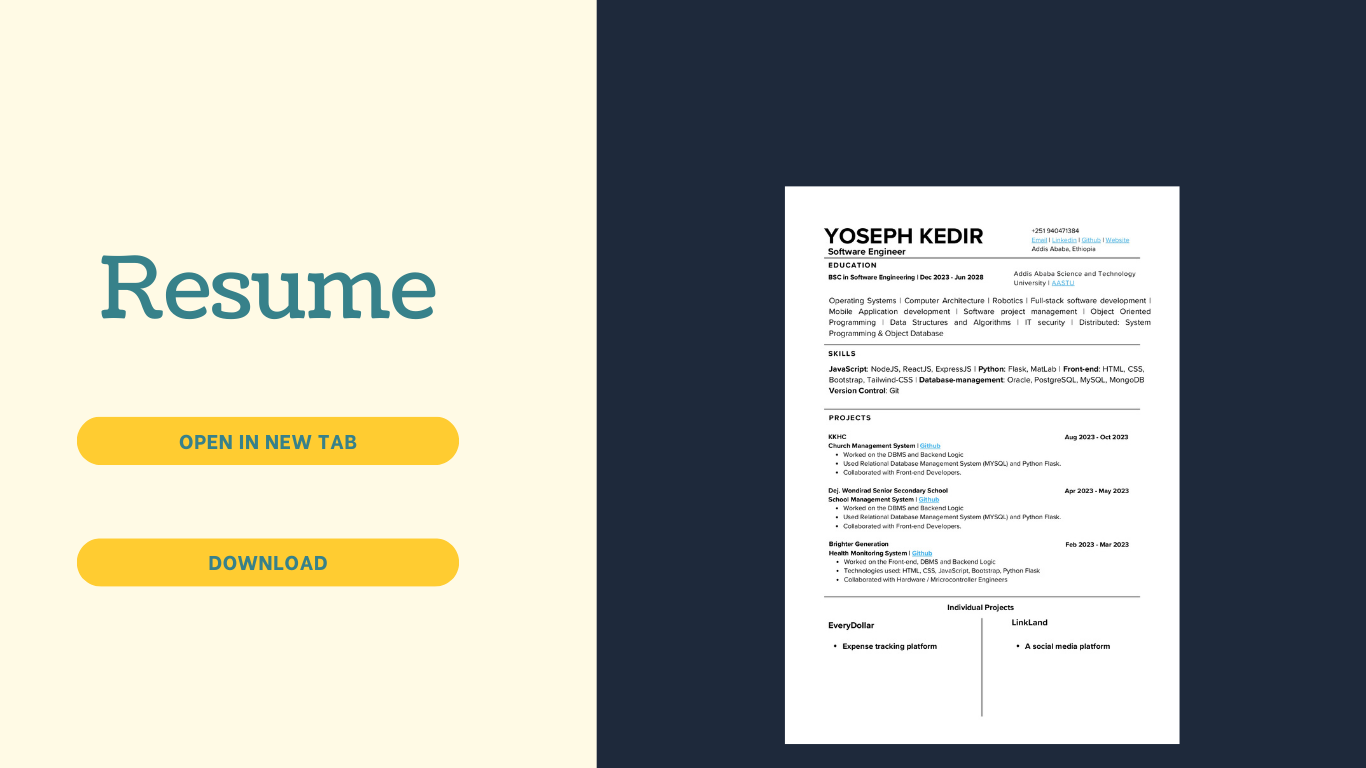 Resume
OPEN IN NEW TAB
DOWNLOAD
YOSEPH KEDIR
Software Engineer
+251 940471384
Email | Linkedin | Github | Website
Addis Ababa, Ethiopia
EDUCATION
BSC in Software Engineering | Dec 2023 - Jun 2028
Addis Ababa Science and Technology
University | AASTU
Operating Systems | Computer Architecture | Robotics | Full-stack software development |
Mobile Application development | Software project management | Object Oriented
Programming | Data Structures and Algorithms | IT security | Distributed: System
Programming & Object Database
SKILLS
JavaScript: NodeJS, ReactJS, ExpressJS | Python: Flask, MatLab | Front-end: HTML, CSS,
Bootstrap, Tailwind-CSS | Database-management: Oracle, PostgreSQL, MySQL, MongoDB
Version Control: Git
PROJECTS
KKHC Aug 2023 - Oct 2023
Church Management System | Github
• Worked on the DBMS and Backend Logic
• Used Relational Database Management System (MYSQL) and Python Flask.
• Collaborated with Front-end Developers.
Dej. Wondirad Senior Secondary School Apr 2023 - May 2023
School Management System | Github
• Worked on the DBMS and Backend Logic
• Used Relational Database Management System (MYSQL) and Python Flask.
• Collaborated with Front-end Developers.
Brighter Generation Feb 2023 - Mar 2023
Health Monitoring System | Github
• Worked on the Front-end, DBMS and Backend Logic
• Technologies used: HTML, CSS, JavaScript, Bootstrap, Python Flask
• Collaborated with Hardware / Mricrocontroller Engineers
Individual Projects
EveryDollar
• Expense tracking platform
LinkLand
• A social media platform